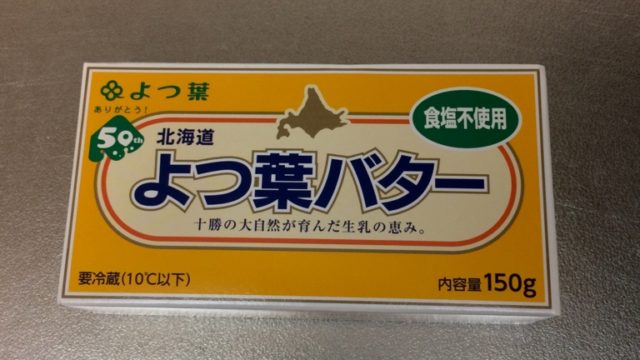 よつ葉
ありがとう!
50th
北海道
食塩不使用
よつ葉バター
十勝の大自然が育んだ生乳の恵み。
要冷蔵(10℃以下)
内容量150g